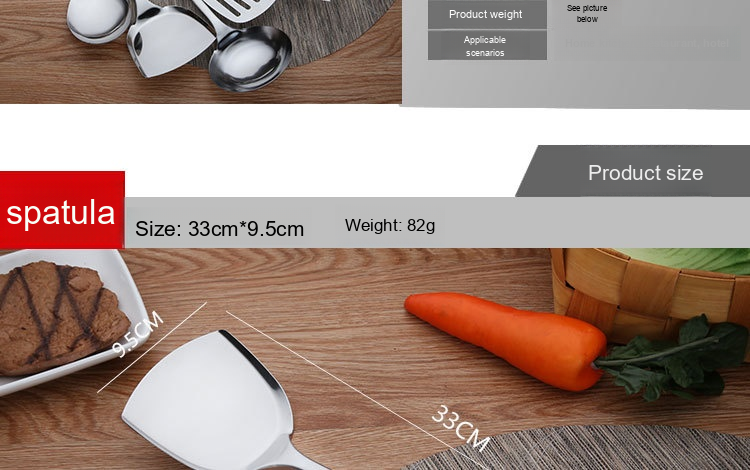 Product weight
See picture
below
Applicable
scenarios
Product size
spatula
Size: 33cm*9.5cm
Weight: 82g
9.5CM
33CM